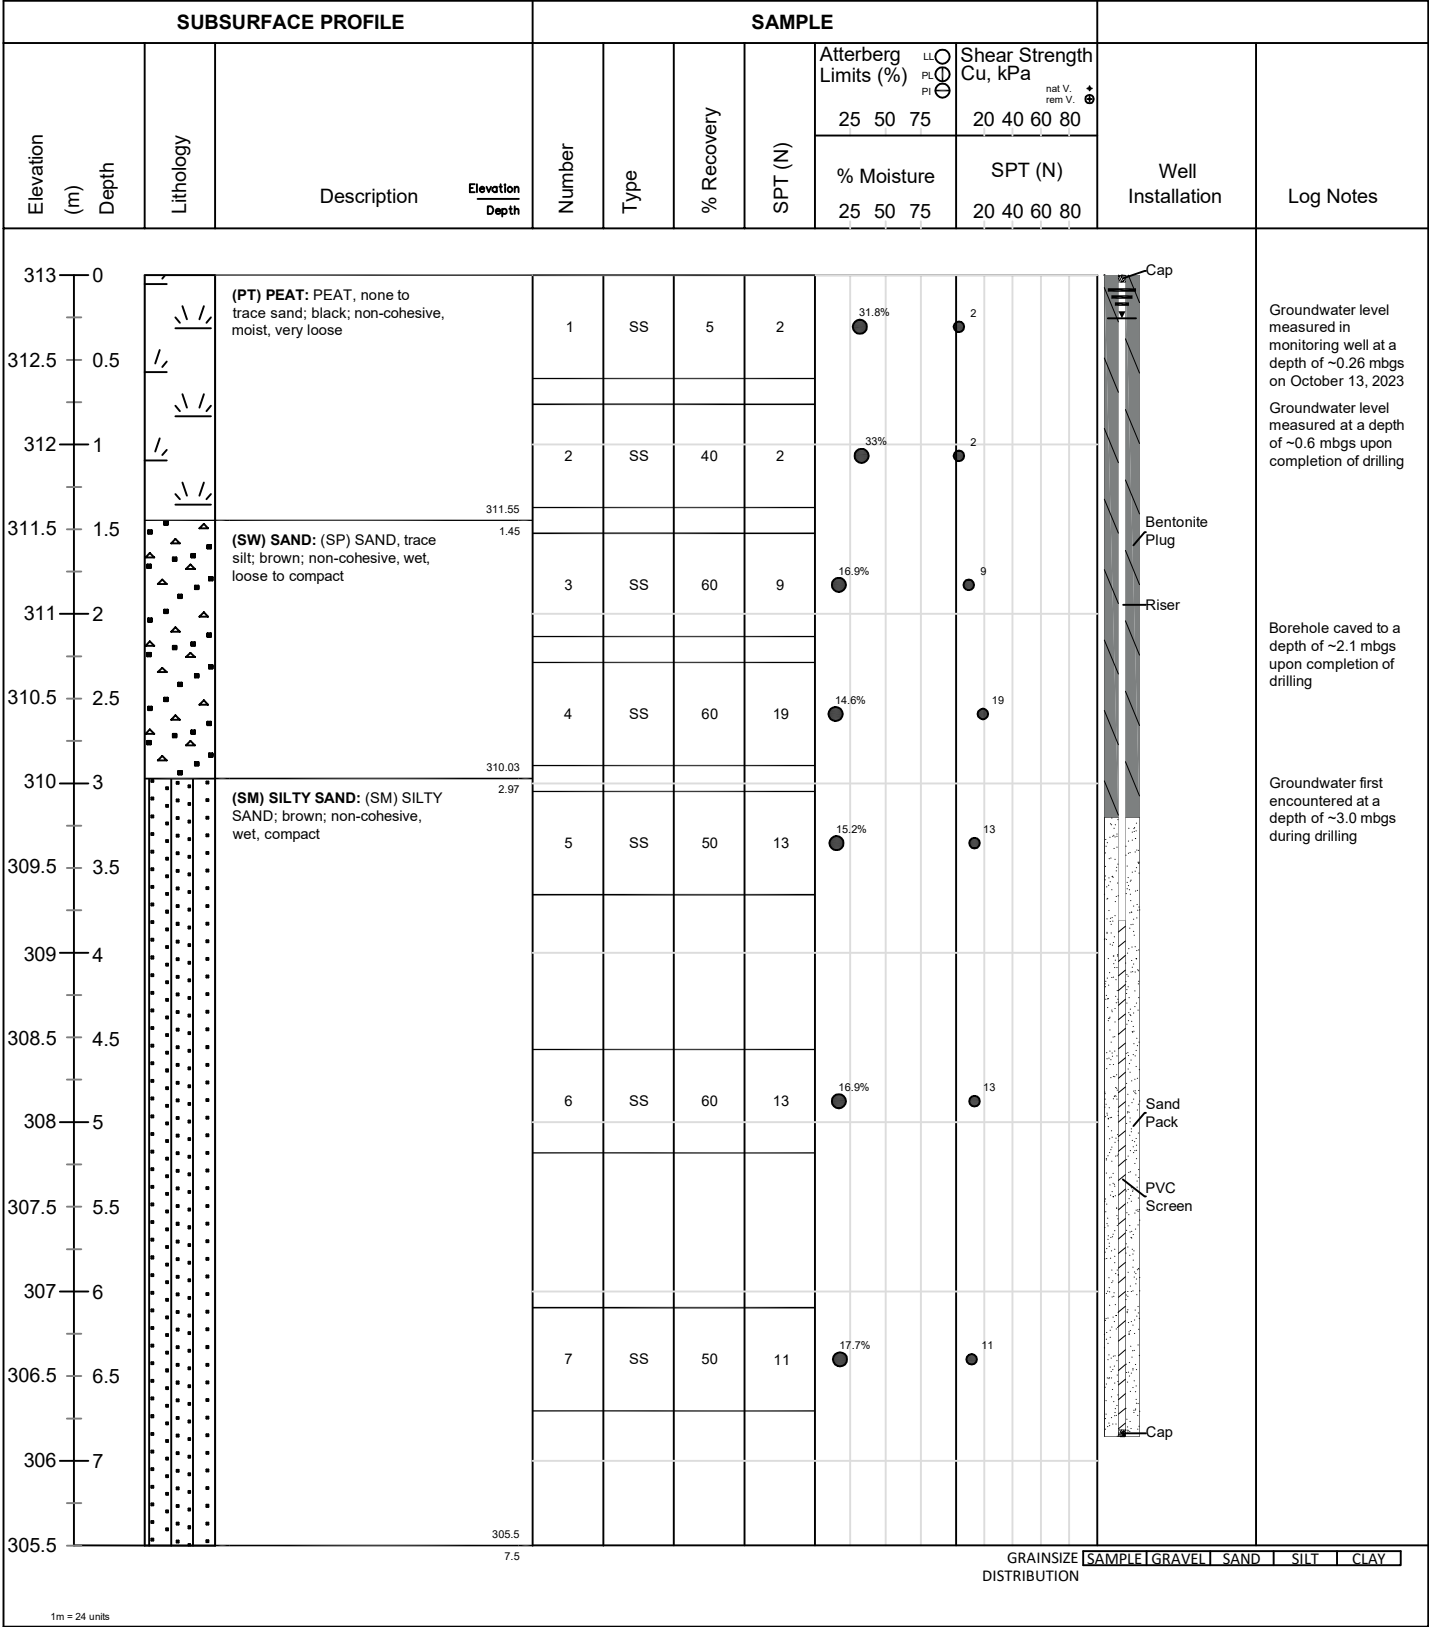 SUBSURFACE PROFILE
SAMPLE
Elevation
(m)
Depth
Lithology
Description
Elevation
Depth
Number
Type
% Recovery
SPT (N)
Atterberg
Limits (%)
LL
PL
PI
25 50 75
% Moisture
25 50 75
Shear Strength
Cu, kPa
nat V.
rem V.
20 40 60 80
SPT (N)
20 40 60 80
Well
Installation
Log Notes
313 0
312.5 0.5
312 1
311.5 1.5
311 2
310.5 2.5
310 3
309.5 3.5
309 4
308.5 4.5
308 5
307.5 5.5
307 6
306.5 6.5
306 7
305.5
(PT) PEAT: PEAT, none to
trace sand; black; non-cohesive,
moist, very loose
311.55
1.45
(SW) SAND: (SP) SAND, trace
silt; brown; non-cohesive, wet,
loose to compact
310.03
2.97
(SM) SILTY SAND: (SM) SILTY
SAND; brown; non-cohesive,
wet, compact
305.5
7.5
1 SS 5 2 31.8% 2
2 SS 40 2 33% 2
3 SS 60 9 16.9% 9
4 SS 60 19 14.6% 19
5 SS 50 13 15.2% 13
6 SS 60 13 16.9% 13
7 SS 50 11 17.7% 11
Cap
Bentonite
Plug
Riser
Sand
Pack
PVC
Screen
Cap
Groundwater level
measured in
monitoring well at a
depth of ~0.26 mbgs
on October 13, 2023
Groundwater level
measured at a depth
of ~0.6 mbgs upon
completion of drilling
Borehole caved to a
depth of ~2.1 mbgs
upon completion of
drilling
Groundwater first
encountered at a
depth of ~3.0 mbgs
during drilling
GRAINSIZE
DISTRIBUTION
SAMPLE GRAVEL SAND SILT CLAY
1m = 24 units